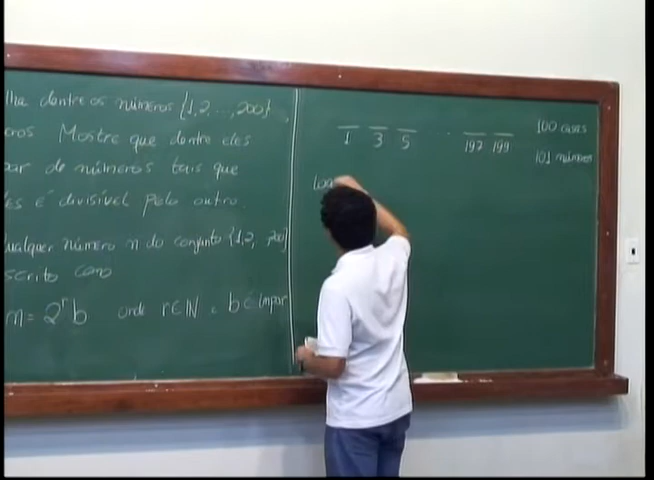 lha dentre os números {1,2,...,200}
eros Mostre que dentre eles
par de números tais que
les é divisível pelo outro.
ualquer número n do conjunto {1,2, ,200}
scrito como
m = 2^r b onde r∈N e b é ímpar
1 3 5 ... 197 199
100 casas
101 números
Log